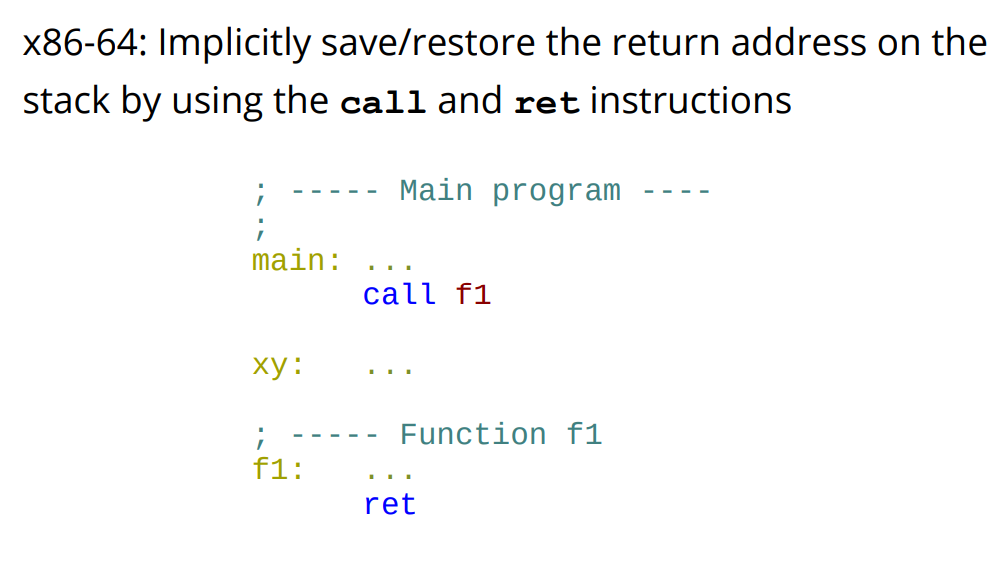 x86-64: Implicitly save/restore the return address on the
stack by using the call and ret instructions
; ----- Main program ----
;
main: ...
call f1
xy: ...
; ----- Function f1
f1: ...
ret